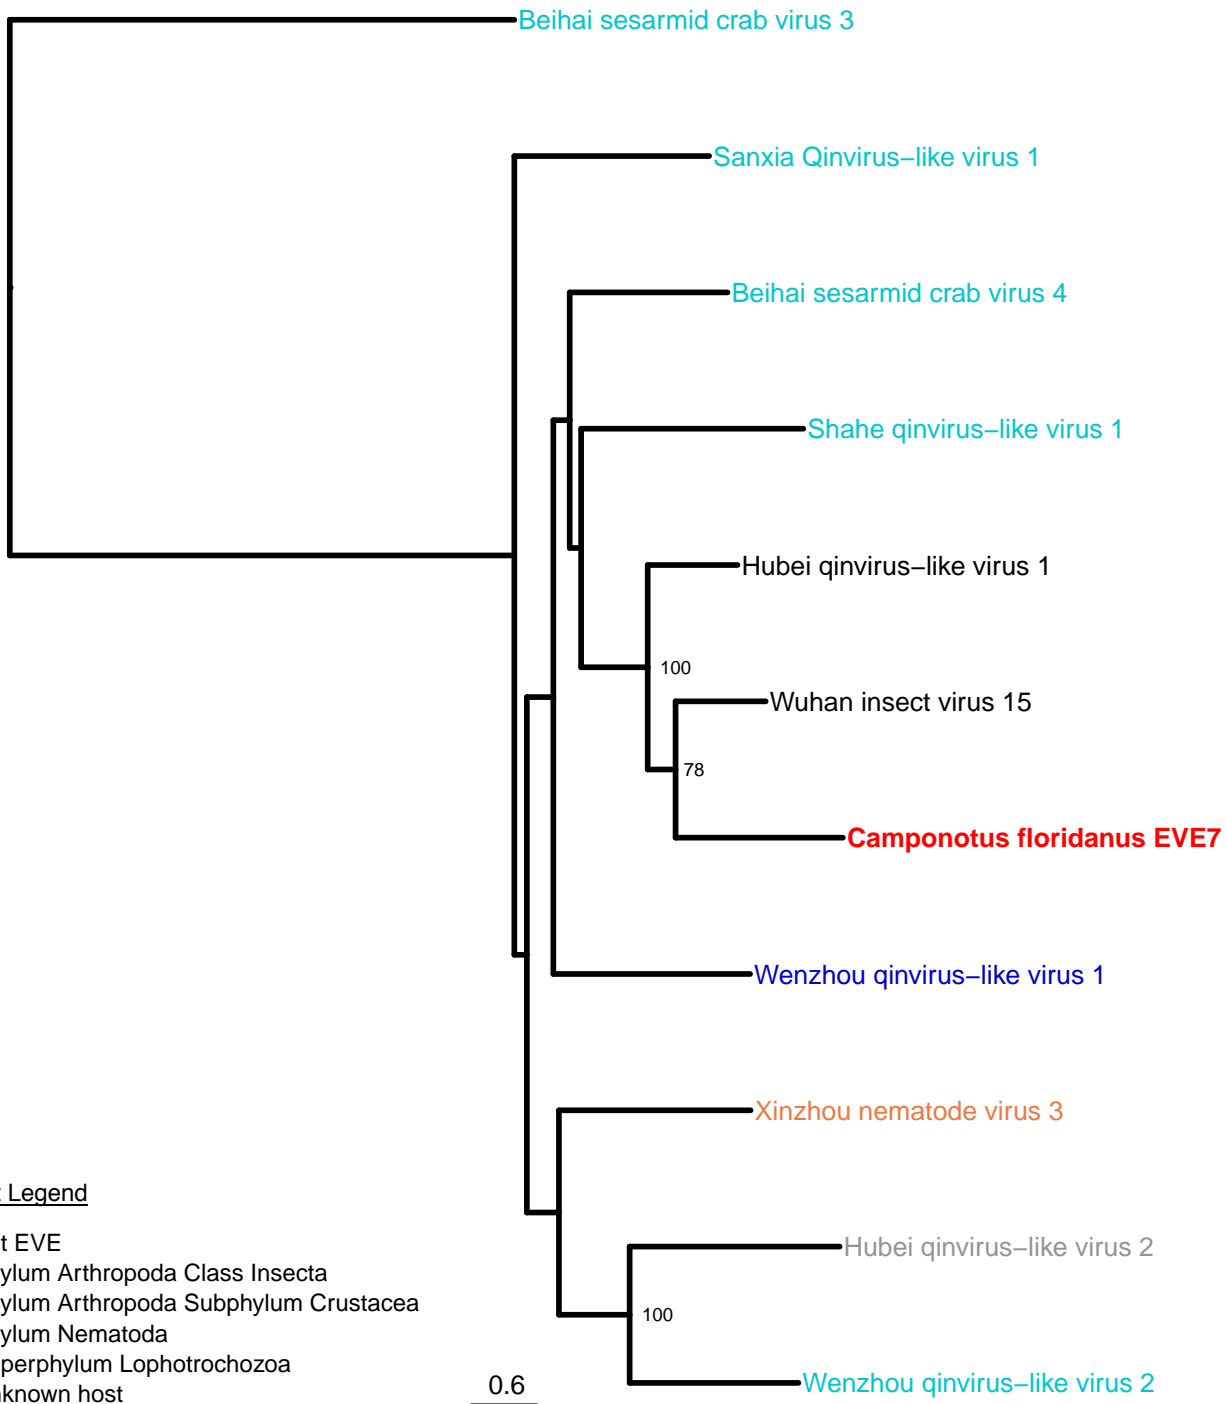 Beihai sesarmid crab virus 3
Sanxia Qinvirus−like virus 1
Beihai sesarmid crab virus 4
Shahe qinvirus−like virus 1
Hubei qinvirus−like virus 1
100
Wuhan insect virus 15
78
Camponotus floridanus EVE7
Wenzhou qinvirus−like virus 1
Xinzhou nematode virus 3
Legend
t EVE
ylum Arthropoda Class Insecta
ylum Arthropoda Subphylum Crustacea
ylum Nematoda
perphylum Lophotrochozoa
known host
Hubei qinvirus−like virus 2
100
0.6
Wenzhou qinvirus−like virus 2